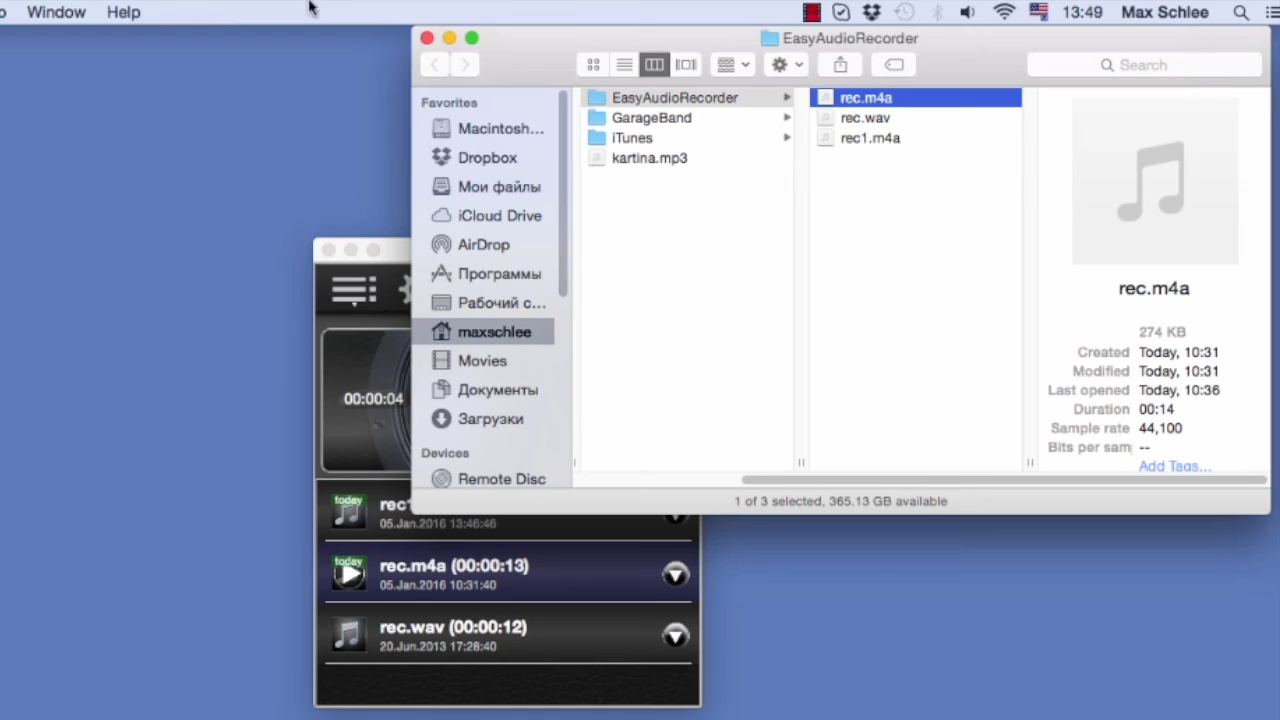 Window Help 13:49 Max Schlee
EasyAudioRecorder
Search
Favorites
Macintosh...
Dropbox
Мои файлы
iCloud Drive
AirDrop
Программы
Рабочий с...
maxschlee
Movies
Документы
Загрузки
Devices
Remote Disc
EasyAudioRecorder
GarageBand
iTunes
kartina.mp3
rec.m4a
rec.wav
rec1.m4a
rec.m4a
274 KB
Created Today, 10:31
Modified Today, 10:31
Last opened Today, 10:36
Duration 00:14
Sample rate 44,100
Bits per sam --
Add Tags...
1 of 3 selected, 365.13 GB available
00:00:04
today
rec1
05.Jan.2016 13:46:46
today
rec.m4a (00:00:13)
05.Jan.2016 10:31:40
rec.wav (00:00:12)
20.Jun.2013 17:28:40